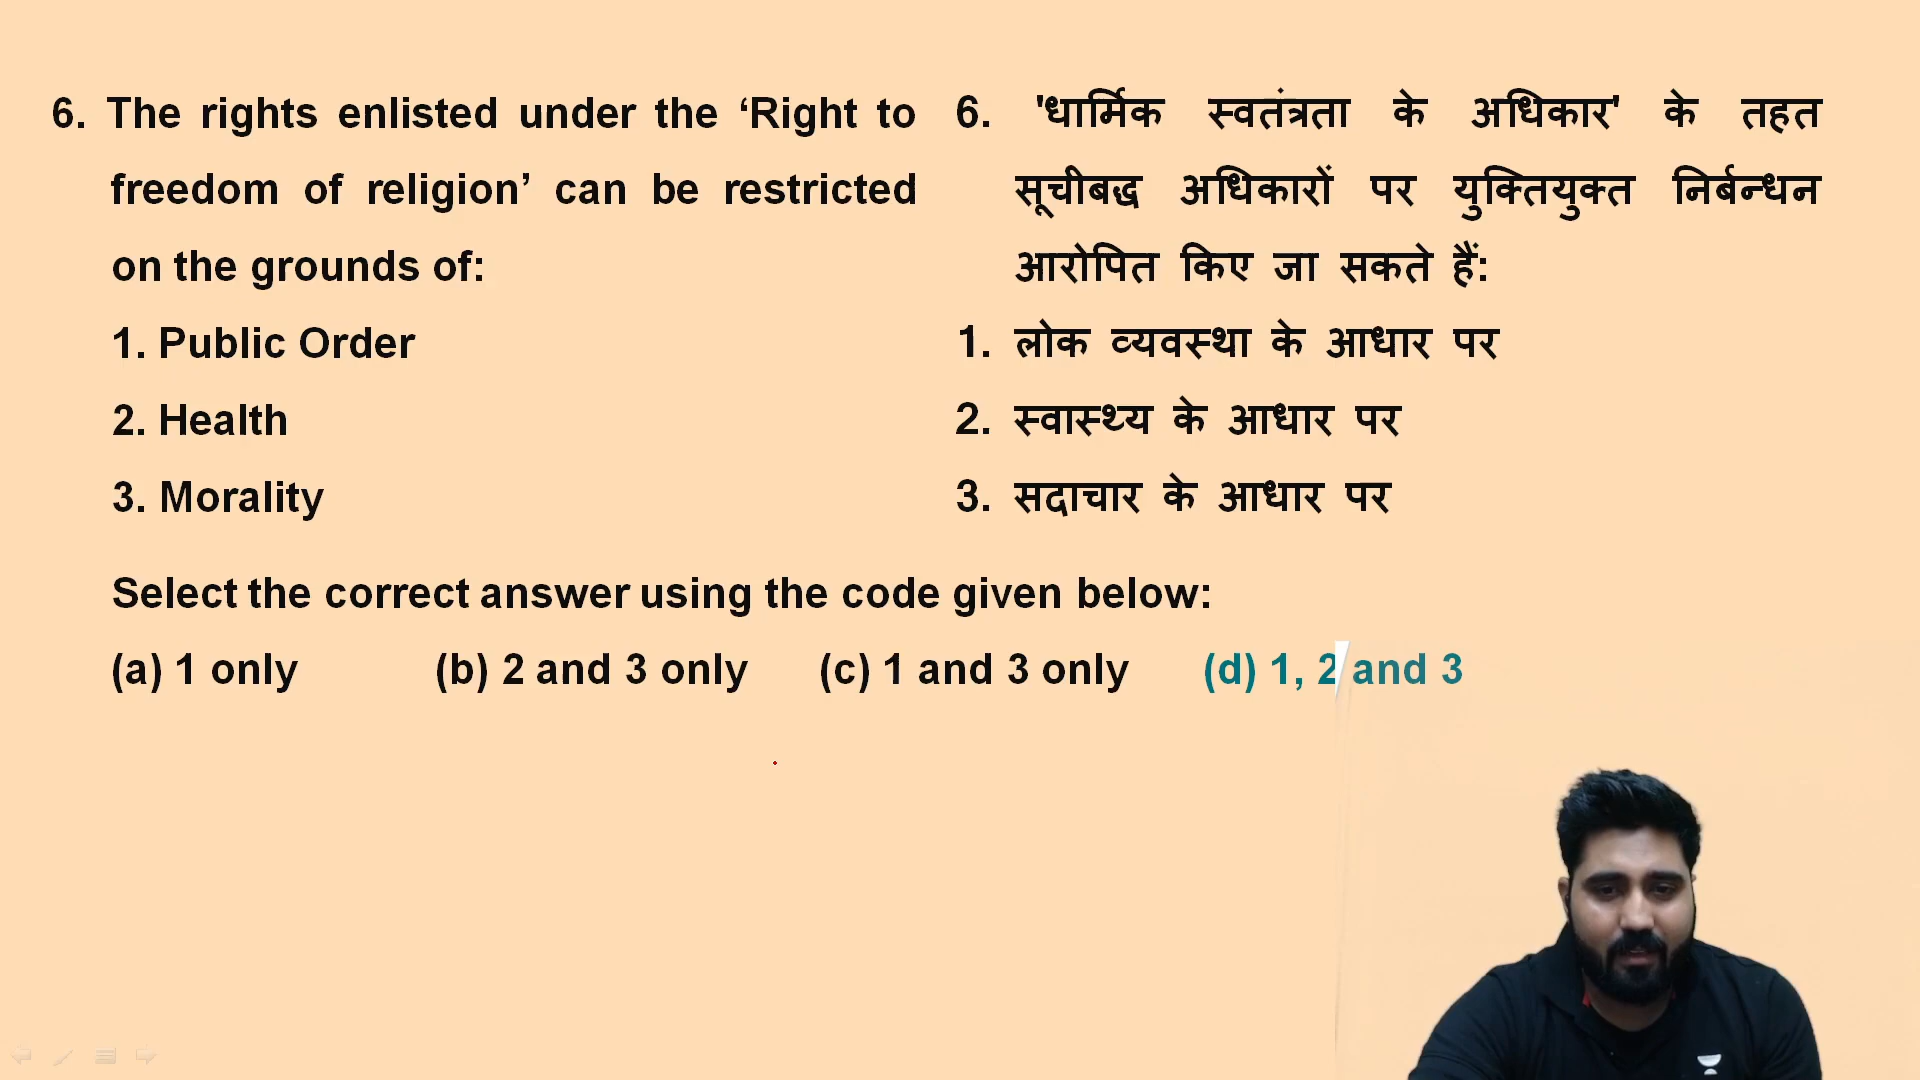 6. The rights enlisted under the ‘Right to
freedom of religion’ can be restricted
on the grounds of:
1. Public Order
2. Health
3. Morality
6. 'धार्मिक स्वतंत्रता के अधिकार' के तहत
सूचीबद्ध अधिकारों पर युक्तियुक्त निर्बन्धन
आरोपित किए जा सकते हैं:
1. लोक व्यवस्था के आधार पर
2. स्वास्थ्य के आधार पर
3. सदाचार के आधार पर
Select the correct answer using the code given below:
(a) 1 only (b) 2 and 3 only (c) 1 and 3 only (d) 1, 2 and 3